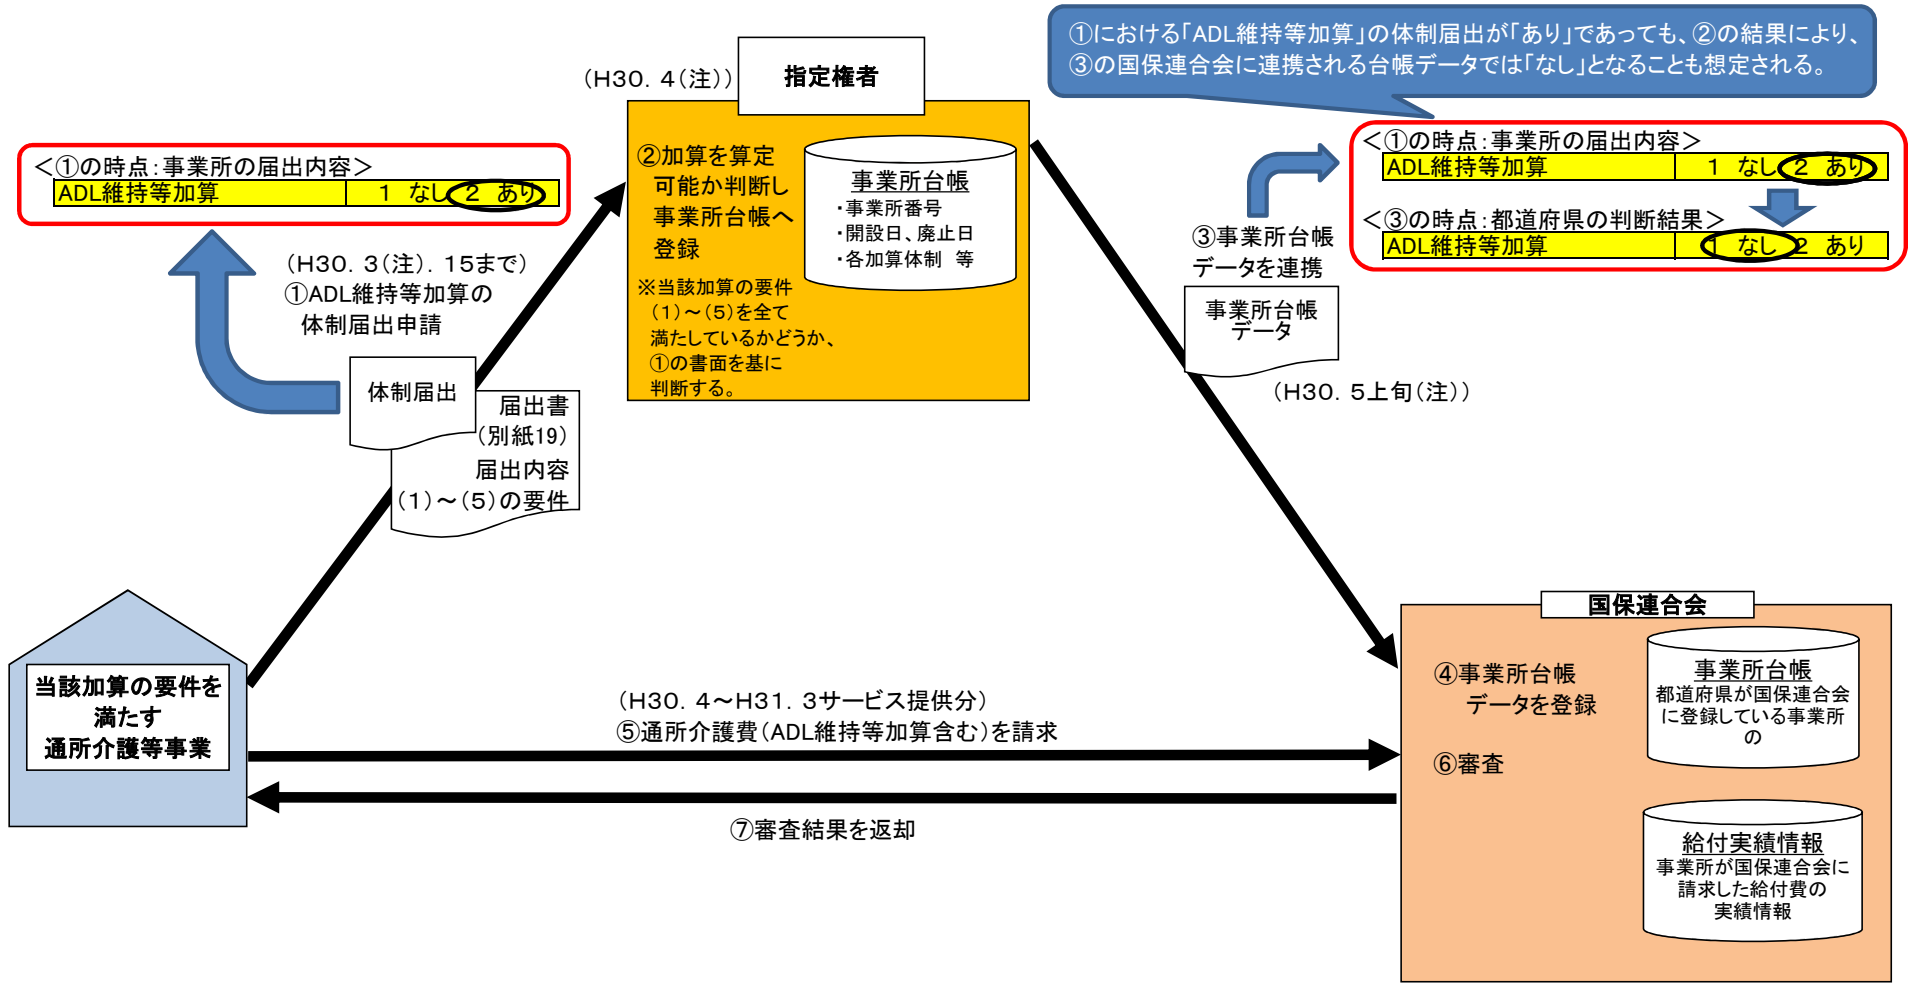 ①における「ADL維持等加算」の体制届出が「あり」であっても、②の結果により、
③の国保連合会に連携される台帳データでは「なし」となることも想定される。
(H30．4(注))
指定権者
②加算を算定
可能か判断し
事業所台帳へ
登録
※当該加算の要件
(1)～(5)を全て
満たしているかどうか、
①の書面を基に
判断する。
事業所台帳
・事業所番号
・開設日、廃止日
・各加算体制 等
＜①の時点：事業所の届出内容＞
ADL維持等加算 1 なし 2 あり
(H30．3(注)．15まで)
①ADL維持等加算の
体制届出申請
体制届出
届出書
(別紙19)
届出内容
(1)～(5)の要件
＜①の時点：事業所の届出内容＞
ADL維持等加算 1 なし 2 あり
＜③の時点：都道府県の判断結果＞
ADL維持等加算 1 なし 2 あり
③事業所台帳
データを連携
事業所台帳
データ
(H30．5上旬(注))
当該加算の要件を
満たす
通所介護等事業
(H30．4～H31．3サービス提供分)
⑤通所介護費(ADL維持等加算含む)を請求
⑦審査結果を返却
国保連合会
④事業所台帳
データを登録
⑥審査
事業所台帳
都道府県が国保連合会
に登録している事業所
の
給付実績情報
事業所が国保連合会に
請求した給付費の
実績情報